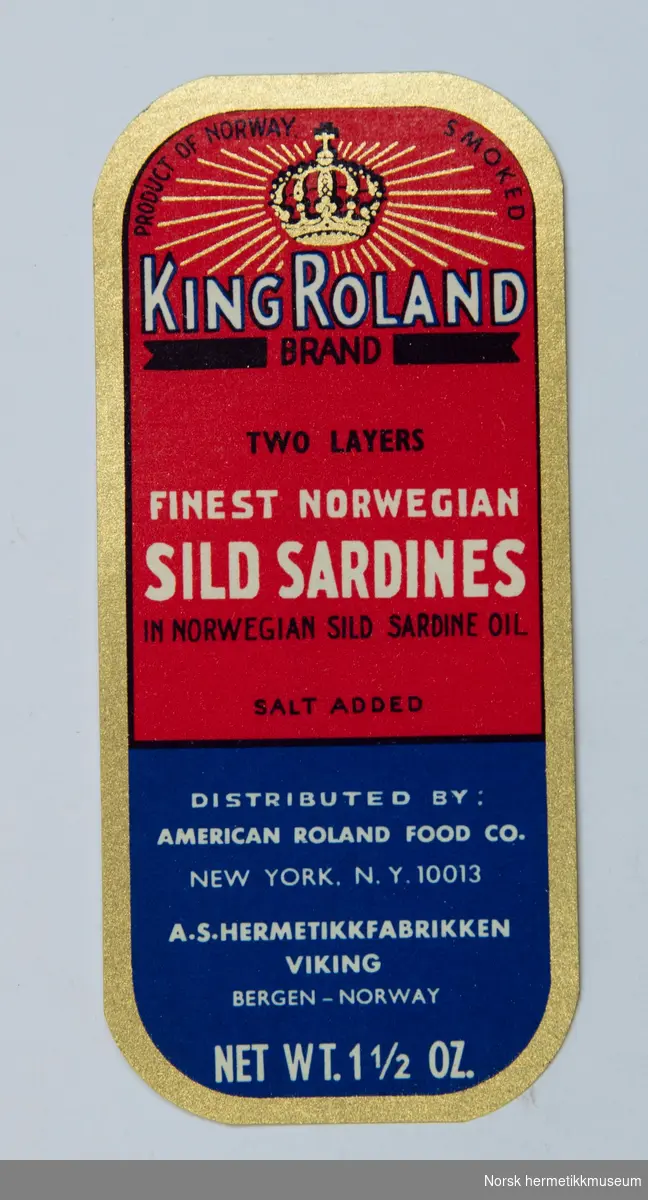 PRODUCT OF NORWAY.
SMOKED
KING ROLAND
BRAND
TWO LAYERS
FINEST NORWEGIAN
SILD SARDINES
IN NORWEGIAN SILD SARDINE OIL
SALT ADDED
DISTRIBUTED BY:
AMERICAN ROLAND FOOD CO.
NEW YORK, N.Y. 10013
A.S. HERMETIKKFABRIKKEN
VIKING
BERGEN – NORWAY
NET WT. 1 1/2 OZ.
Norsk hermetikkmuseum